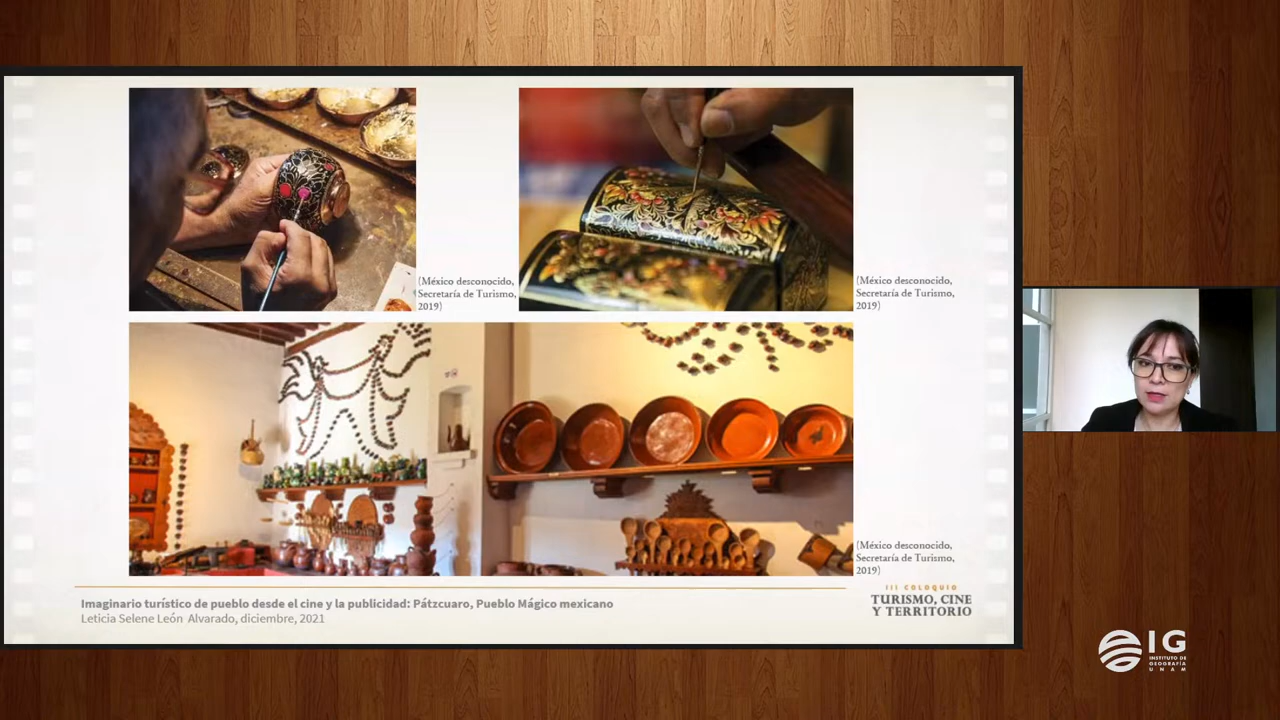 (México desconocido,
Secretaría de Turismo,
2019)
(México desconocido,
Secretaría de Turismo,
2019)
(México desconocido,
Secretaría de Turismo,
2019)
Imaginario turístico de pueblo desde el cine y la publicidad: Pátzcuaro, Pueblo Mágico mexicano
Leticia Selene León Alvarado, diciembre, 2021
III COLOQUIO
TURISMO, CINE
Y TERRITORIO
IG
INSTITUTO DE
GEOGRAFÍA
UNAM